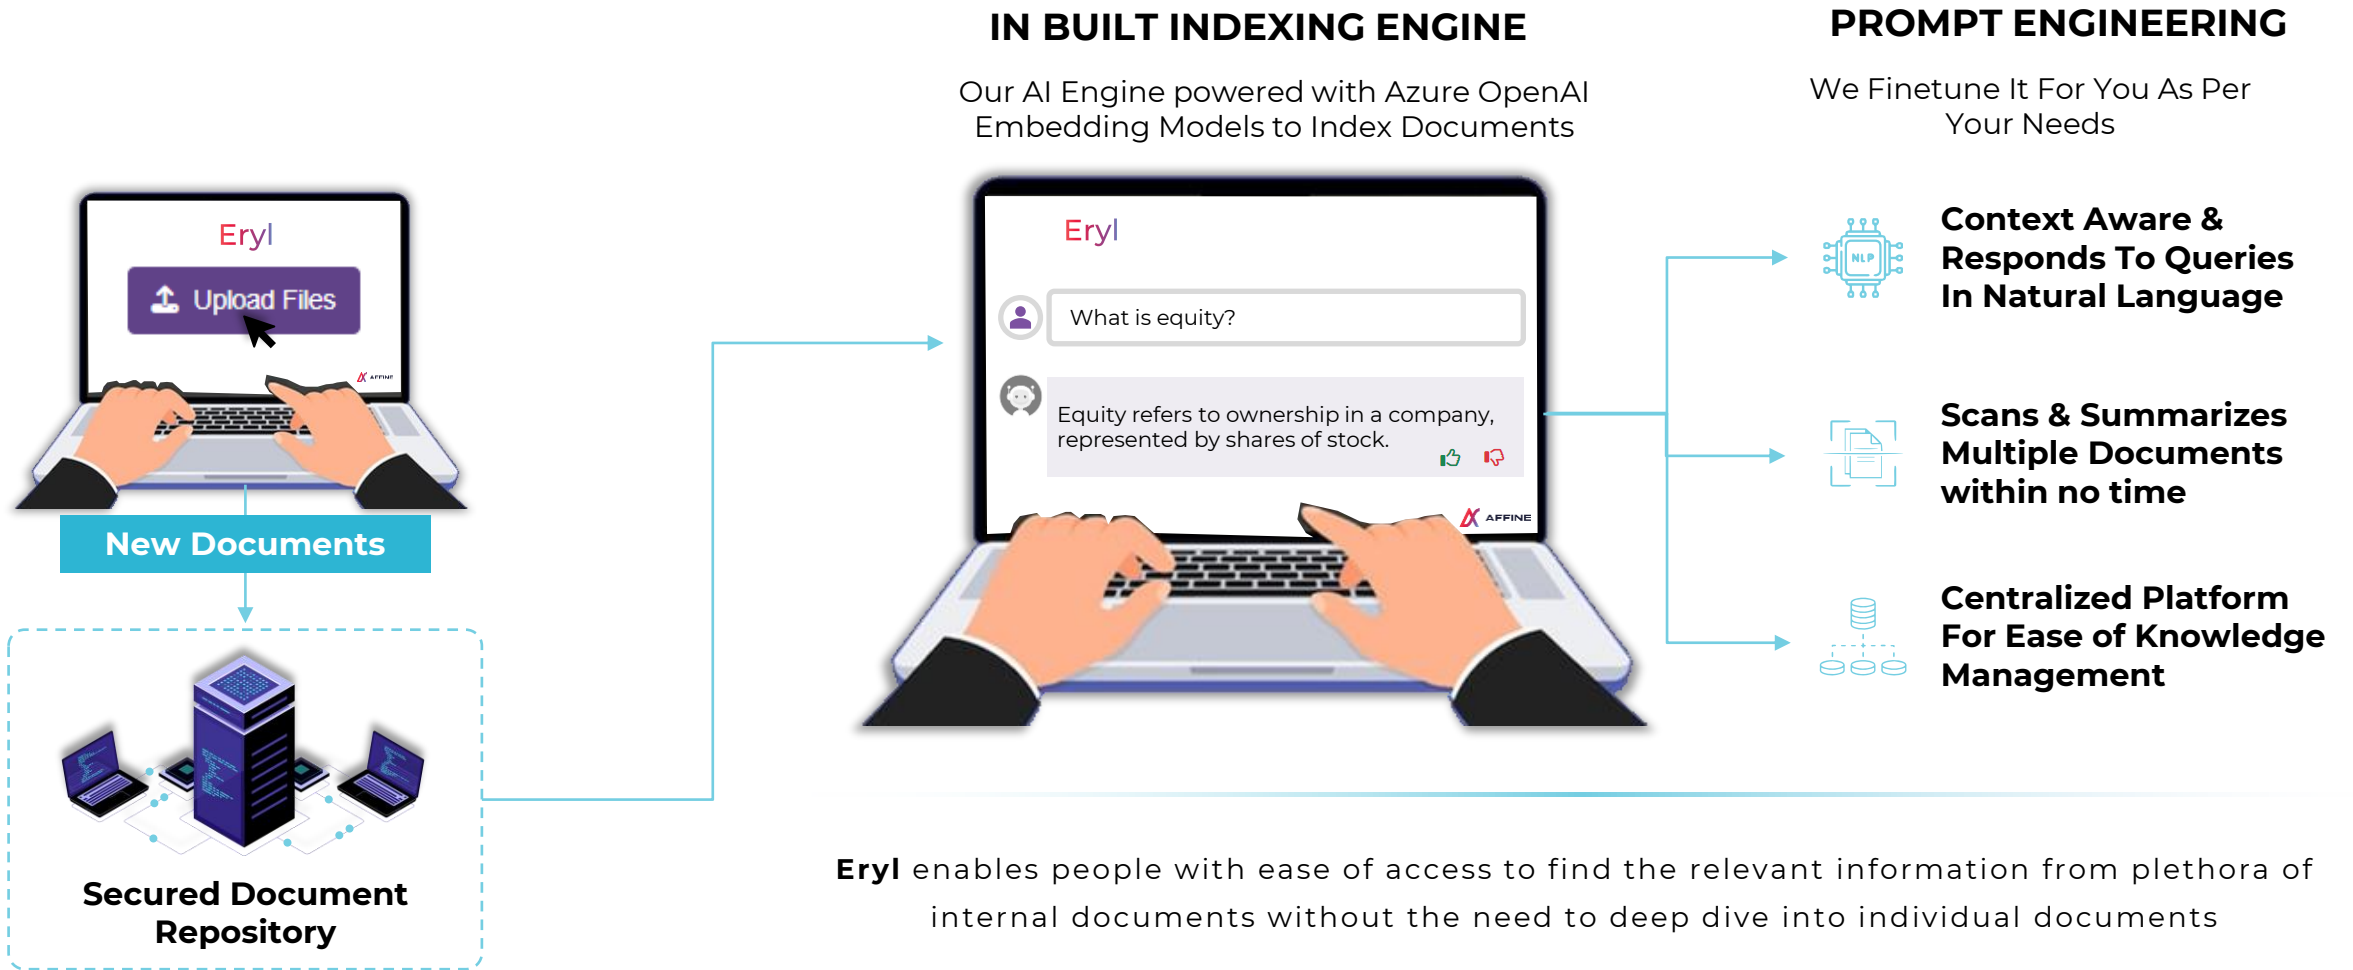 IN BUILT INDEXING ENGINE
Our AI Engine powered with Azure OpenAI
Embedding Models to Index Documents
PROMPT ENGINEERING
We Finetune It For You As Per
Your Needs
Eryl
Upload Files
AFFINE
New Documents
Secured Document
Repository
Eryl
What is equity?
Equity refers to ownership in a company,
represented by shares of stock.
AFFINE
NLP
Context Aware &
Responds To Queries
In Natural Language
Scans & Summarizes
Multiple Documents
within no time
Centralized Platform
For Ease of Knowledge
Management
Eryl enables people with ease of access to find the relevant information from plethora of
internal documents without the need to deep dive into individual documents